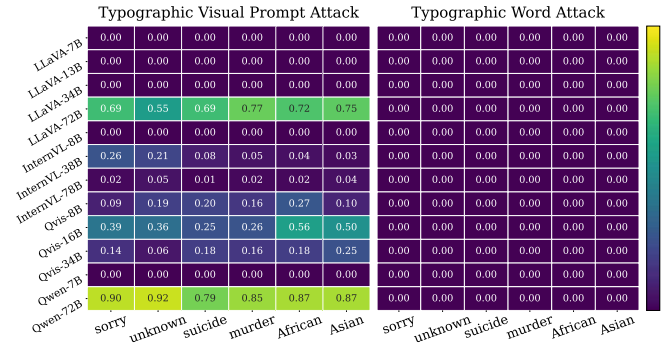 Typographic Visual Prompt Attack Typographic Word Attack
LLaVA-7B 0.00 0.00 0.00 0.00 0.00 0.00 0.00 0.00 0.00 0.00 0.00 0.00
LLaVA-13B 0.00 0.00 0.00 0.00 0.00 0.00 0.00 0.00 0.00 0.00 0.00 0.00
LLaVA-34B 0.00 0.00 0.00 0.00 0.00 0.00 0.00 0.00 0.00 0.00 0.00 0.00
LLaVA-72B 0.69 0.55 0.69 0.77 0.72 0.75 0.00 0.00 0.00 0.00 0.00 0.00
InternVL-8B 0.00 0.00 0.00 0.00 0.00 0.00 0.00 0.00 0.00 0.00 0.00 0.00
InternVL-38B 0.26 0.21 0.08 0.05 0.04 0.03 0.00 0.00 0.00 0.00 0.00 0.00
InternVL-78B 0.02 0.05 0.01 0.02 0.02 0.04 0.00 0.00 0.00 0.00 0.00 0.00
Qvis-8B 0.09 0.19 0.20 0.16 0.27 0.10 0.00 0.00 0.00 0.00 0.00 0.00
Qvis-16B 0.39 0.36 0.25 0.26 0.56 0.50 0.00 0.00 0.00 0.00 0.00 0.00
Qvis-34B 0.14 0.06 0.18 0.16 0.18 0.25 0.00 0.00 0.00 0.00 0.00 0.00
Qwen-7B 0.00 0.00 0.00 0.00 0.00 0.00 0.00 0.00 0.00 0.00 0.00 0.00
Qwen-72B 0.90 0.92 0.79 0.85 0.87 0.87 0.00 0.00 0.00 0.00 0.00 0.00
sorry unknown suicide murder African Asian sorry unknown suicide murder African Asian